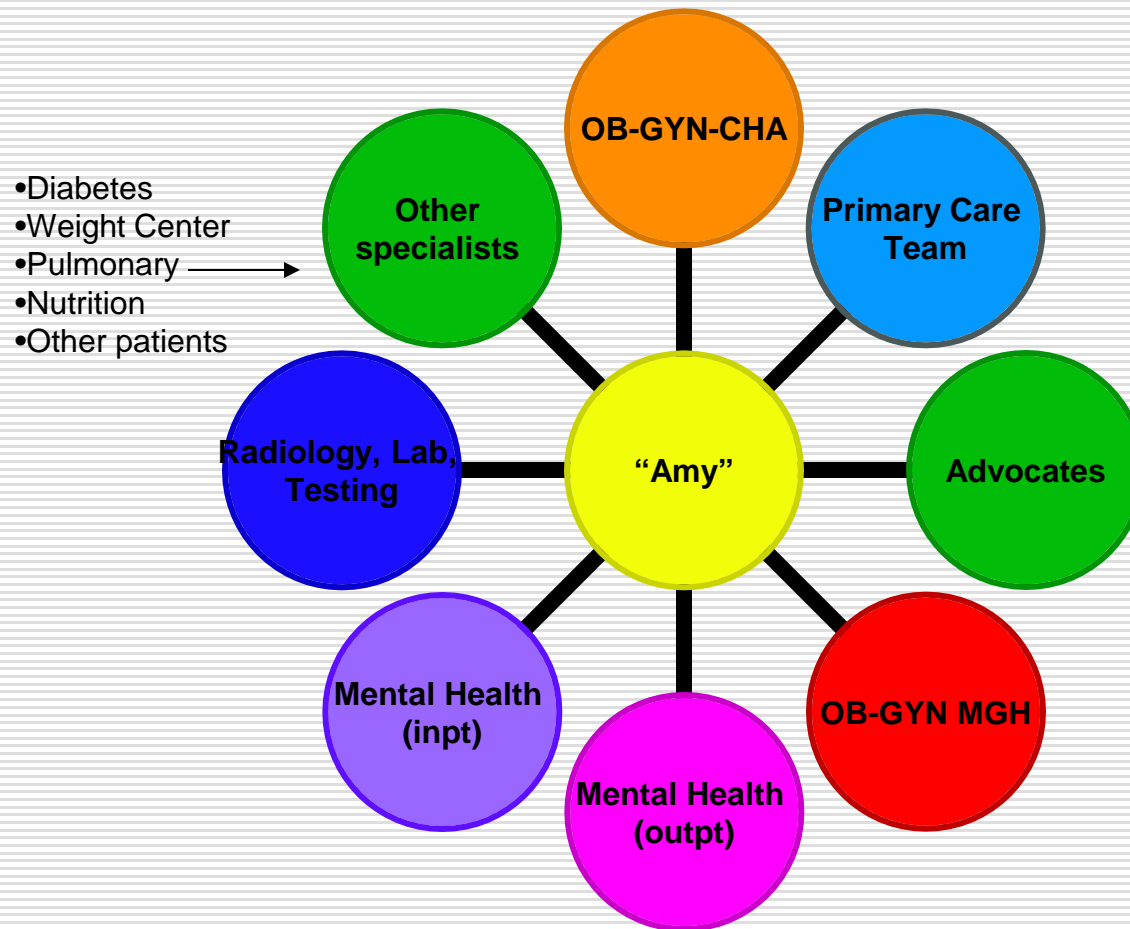 OB-GYN-CHA
•Diabetes
•Weight Center
•Pulmonary
•Nutrition
•Other patients
Other
specialists
Primary Care
Team
Radiology, Lab,
Testing
“Amy”
Advocates
Mental Health
(inpt)
OB-GYN MGH
Mental Health
(outpt)